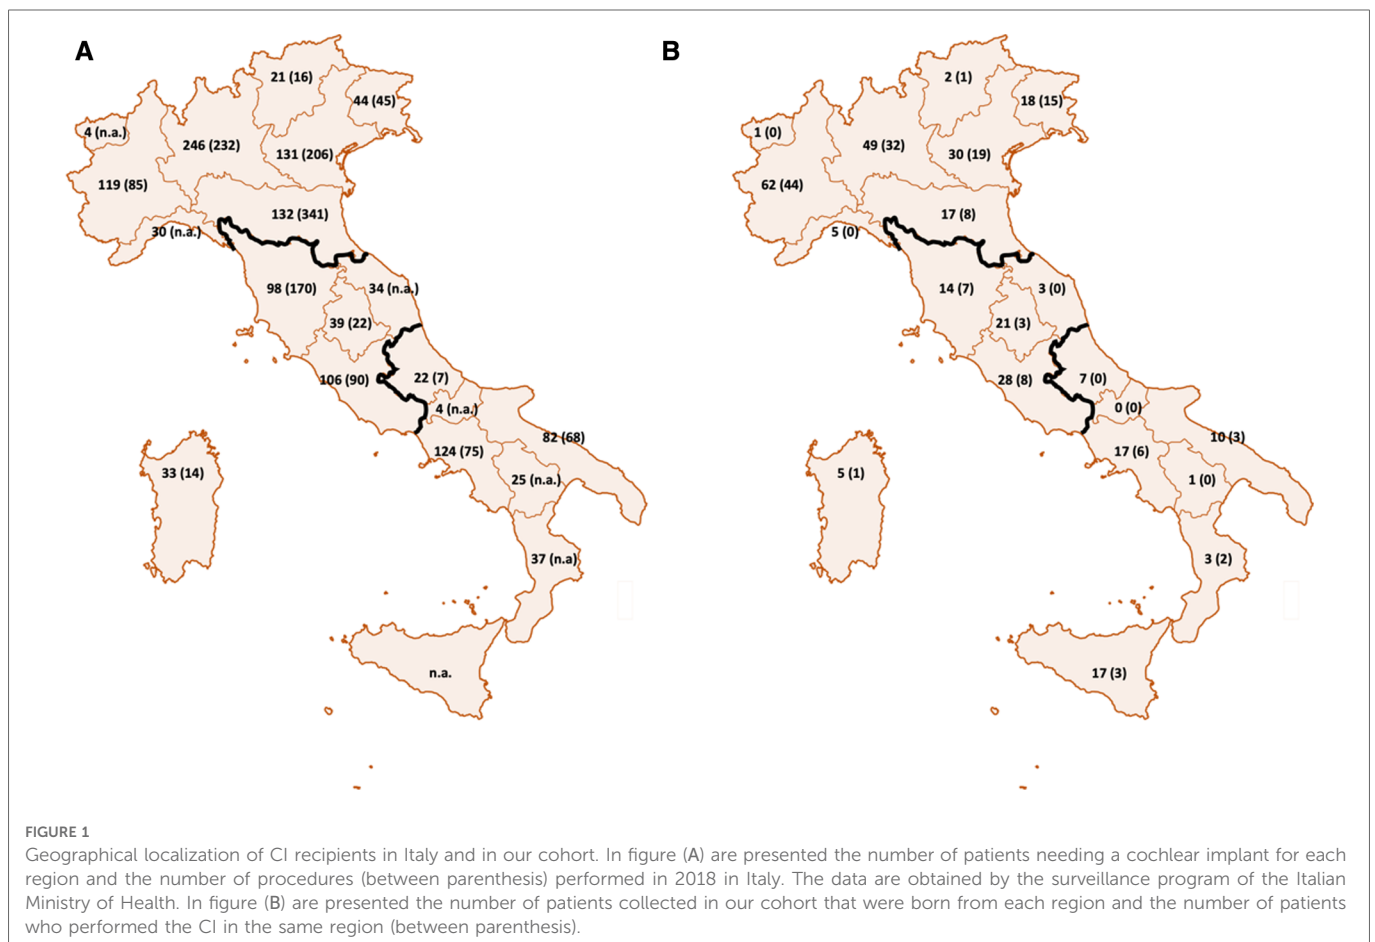 A
B
21 (16)
44 (45)
4 (n.a.)
246 (232)
131 (206)
119 (85)
132 (341)
30 (n.a.)
98 (170)
34 (n.a.)
39 (22)
106 (90)
22 (7)
4 (n.a.)
82 (68)
124 (75)
33 (14)
25 (n.a.)
37 (n.a)
n.a.
2 (1)
18 (15)
1 (0)
49 (32)
30 (19)
62 (44)
17 (8)
5 (0)
14 (7)
3 (0)
21 (3)
28 (8)
7 (0)
0 (0)
10 (3)
17 (6)
5 (1)
1 (0)
3 (2)
17 (3)
FIGURE 1
Geographical localization of CI recipients in Italy and in our cohort. In figure (A) are presented the number of patients needing a cochlear implant for each
region and the number of procedures (between parenthesis) performed in 2018 in Italy. The data are obtained by the surveillance program of the Italian
Ministry of Health. In figure (B) are presented the number of patients collected in our cohort that were born from each region and the number of patients
who performed the CI in the same region (between parenthesis).